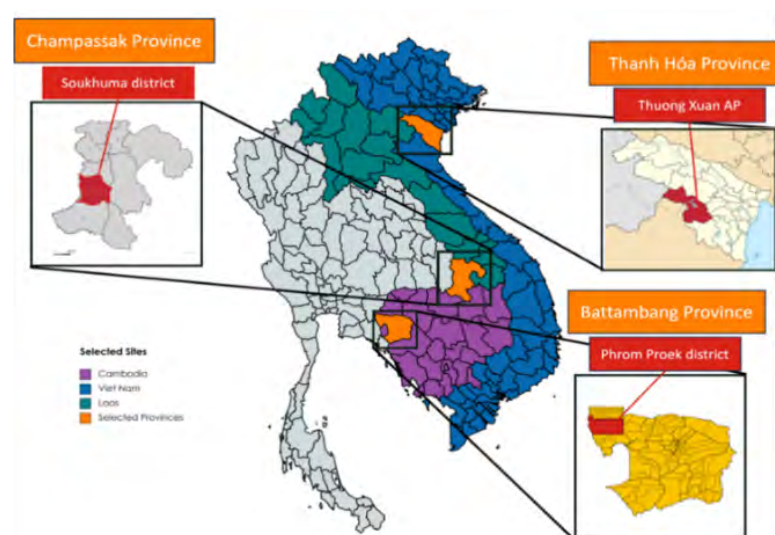 Champassak Province
Soukhuma district
Thanh Hóa Province
Thuong Xuan AP
Battambang Province
Phrom Proek district
Selected Sites
Cambodia
Viet Nam
Laos
Selected Provinces